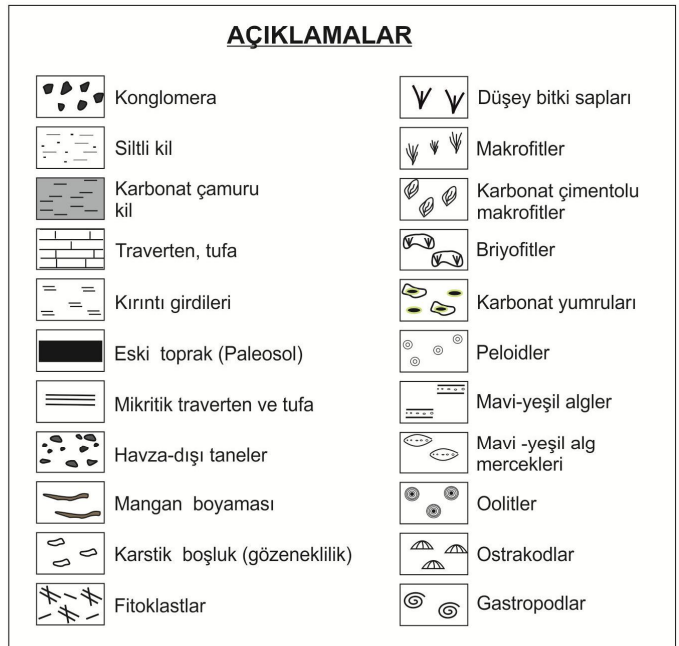 AÇIKLAMALAR
Konglomera
Siltli kil
Karbonat çamuru
kil
Traverten, tufa
Kırıntı girdileri
Eski toprak (Paleosol)
Mikritik traverten ve tufa
Havza-dışı taneler
Mangan boyaması
Karstik boşluk (gözeneklilik)
Fitoklastlar
Düşey bitki sapları
Makrofitler
Karbonat çimentolu
makrofitler
Briyofitler
Karbonat yumruları
Peloidler
Mavi-yeşil algler
Mavi -yeşil alg
mercekleri
Oolitler
Ostrakodlar
Gastropodlar